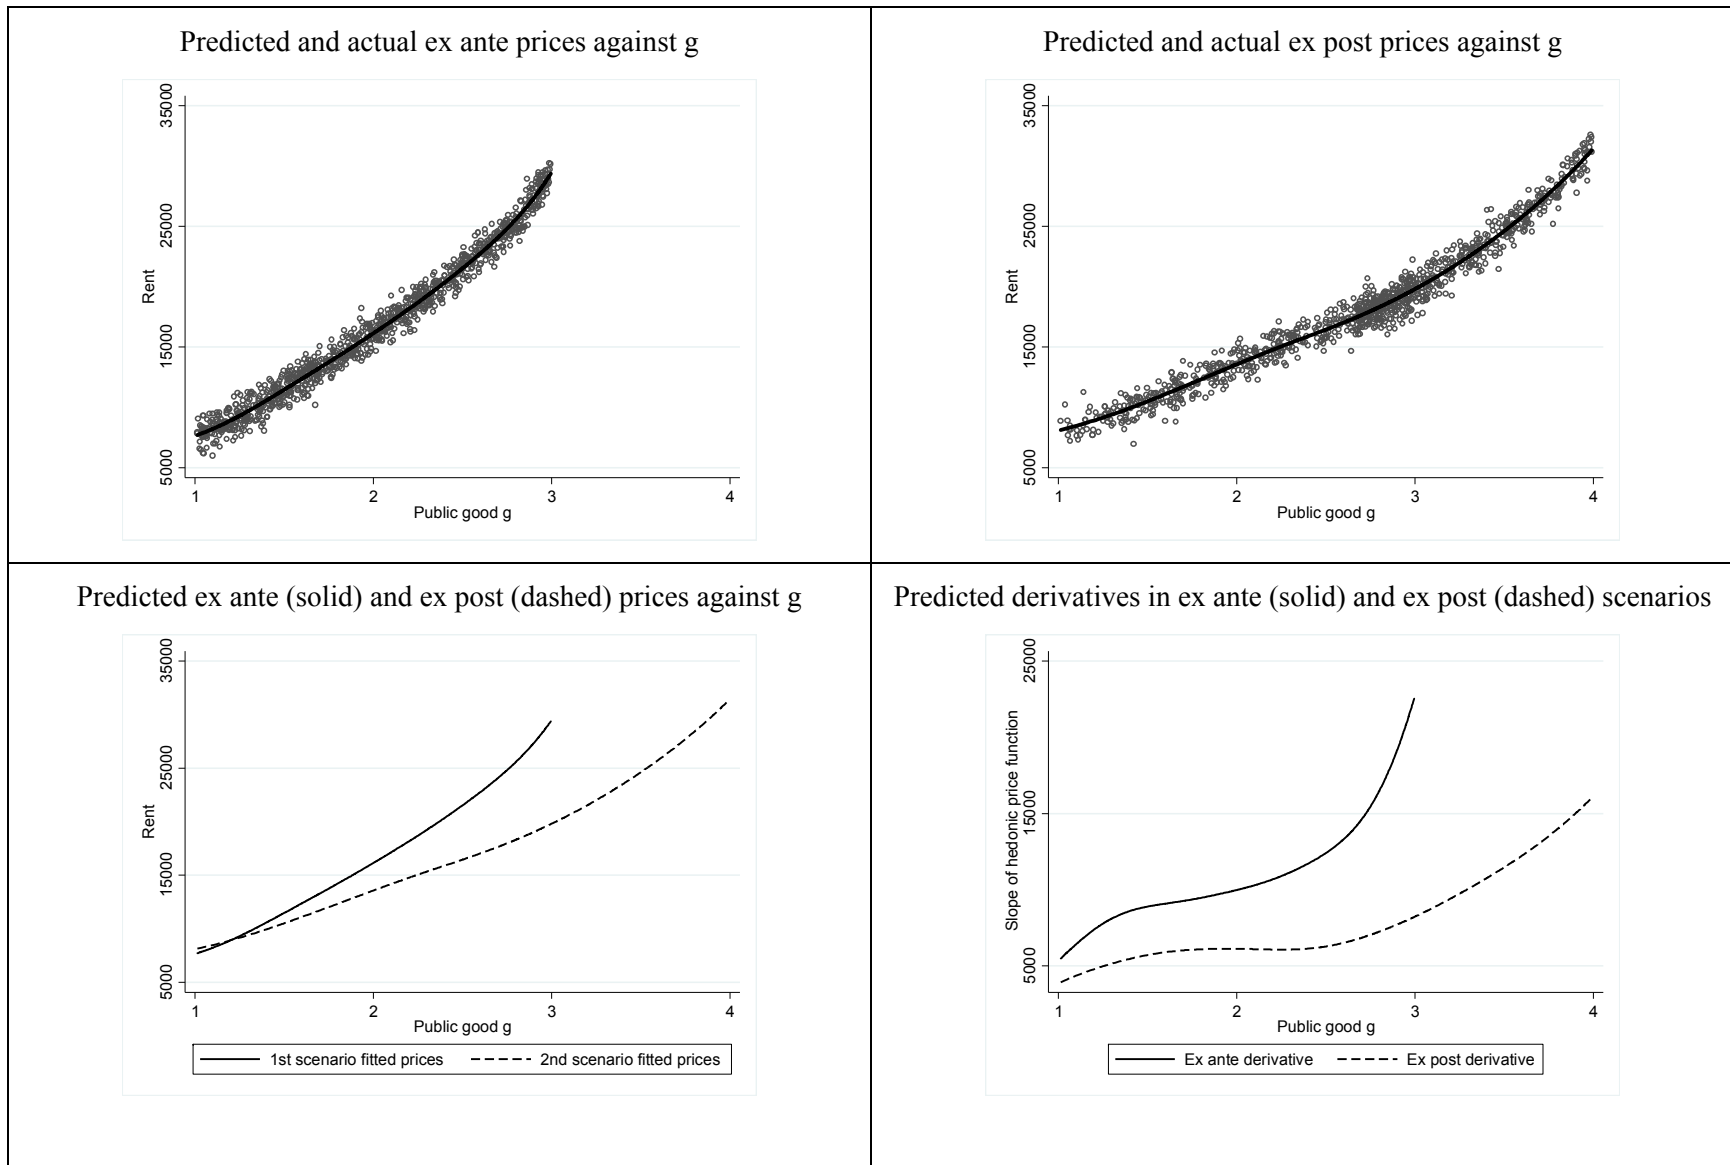 Predicted and actual ex ante prices against g
35000
25000
15000
5000
Rent
1 2 3 4
Public good g
Predicted and actual ex post prices against g
35000
25000
15000
5000
Rent
1 2 3 4
Public good g
Predicted ex ante (solid) and ex post (dashed) prices against g
35000
25000
15000
5000
Rent
1 2 3 4
Public good g
1st scenario fitted prices 2nd scenario fitted prices
Predicted derivatives in ex ante (solid) and ex post (dashed) scenarios
25000
15000
5000
Slope of hedonic price function
1 2 3 4
Public good g
Ex ante derivative Ex post derivative